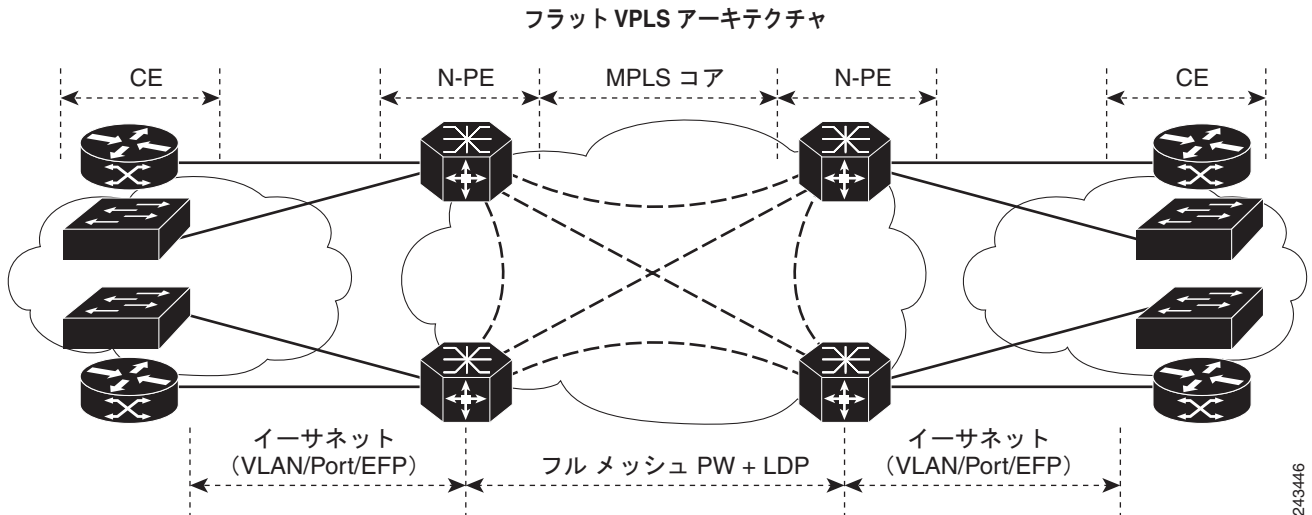 フラット VPLS アーキテクチャ
CE
N-PE
MPLS コア
N-PE
CE
イーサネット
(VLAN/Port/EFP)
フル メッシュ PW + LDP
イーサネット
(VLAN/Port/EFP)
243446